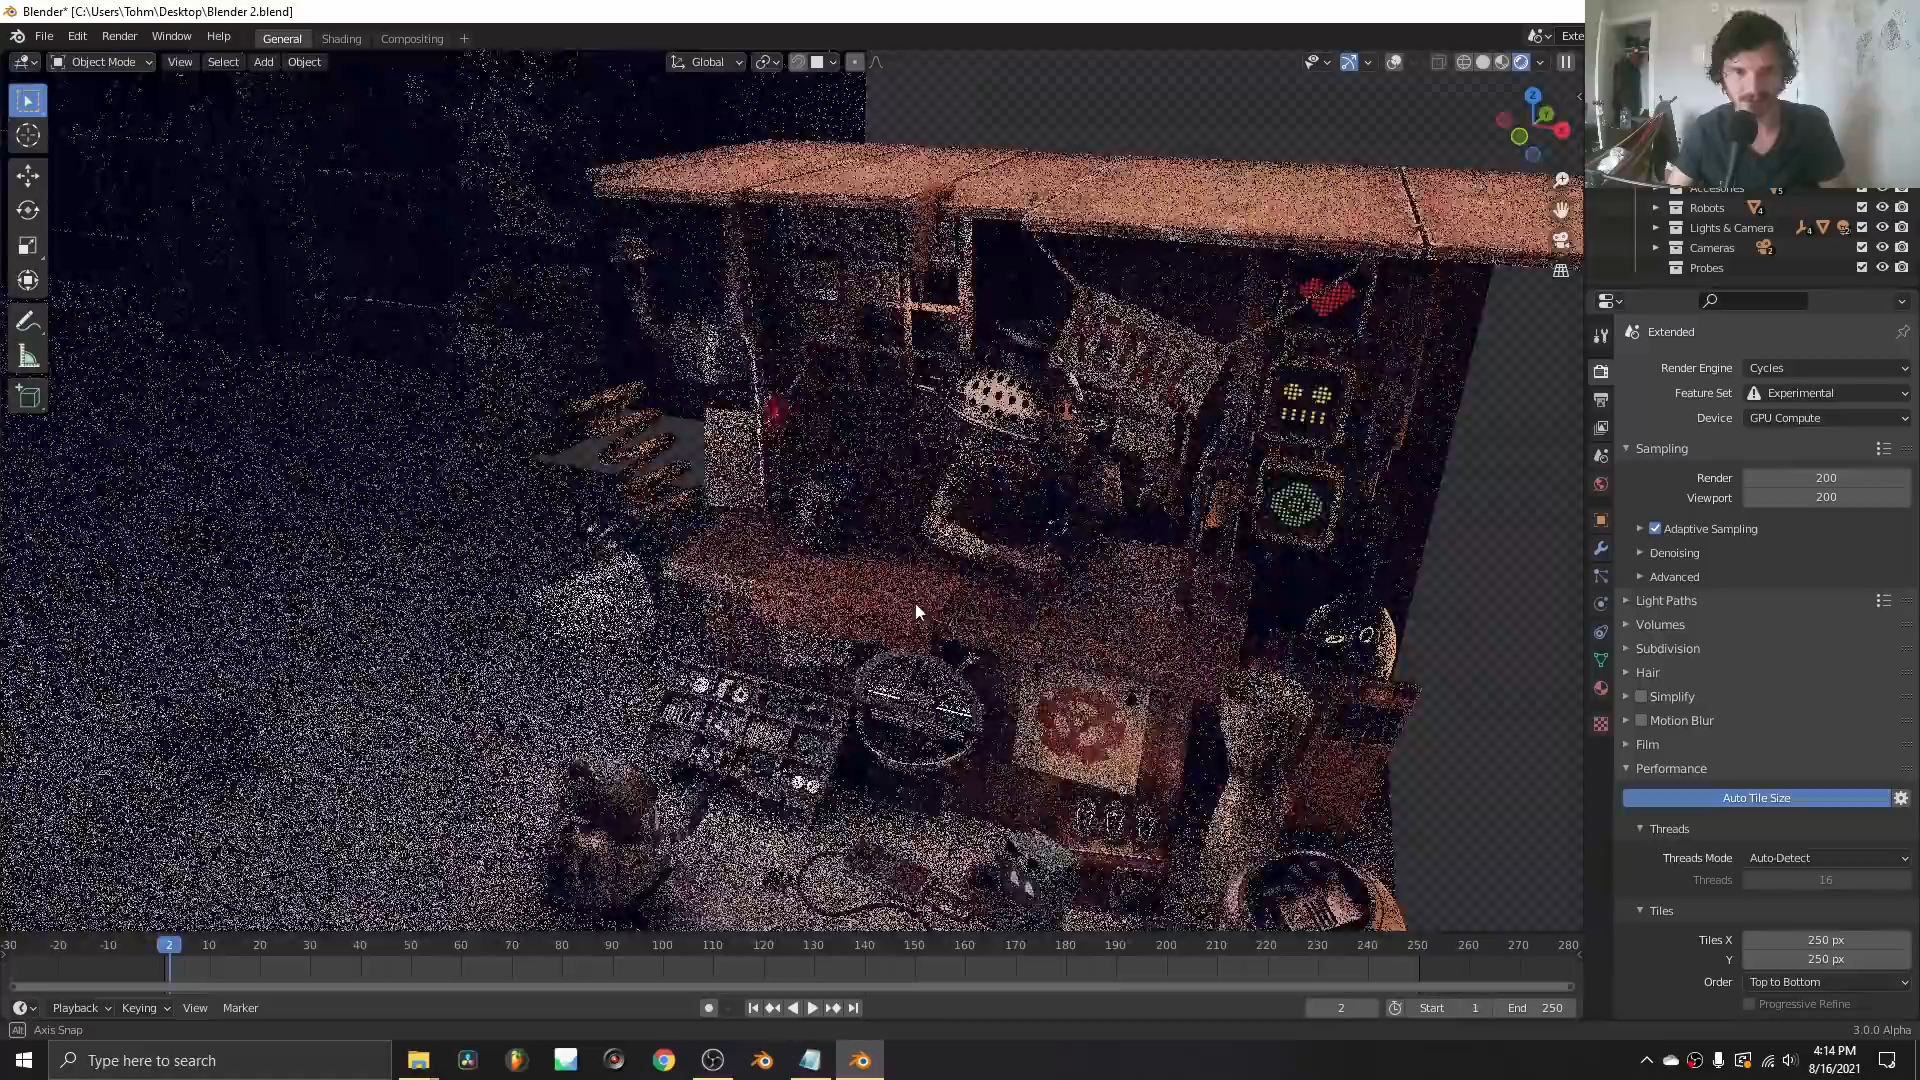 Blender* [C:\Users\Tohm\Desktop\Blender 2.blend]
File Edit Render Window Help General Shading Compositing + Exte
Object Mode View Select Add Object Global
Z
Y
X
Accesories 5
Robots 4
Lights & Camera 4
Cameras 2
Probes
Extended
Render Engine Cycles
Feature Set Experimental
Device GPU Compute
Sampling
Render 200
Viewport 200
Adaptive Sampling
Denoising
Advanced
Light Paths
Volumes
Subdivision
Hair
Simplify
Motion Blur
Film
Performance
Auto Tile Size
Threads
Threads Mode Auto-Detect
Threads 16
Tiles
Tiles X 250 px
Y 250 px
Order Top to Bottom
Progressive Refine
-30 -20 -10 2 10 20 30 40 50 60 70 80 90 100 110 120 130 140 150 160 170 180 190 200 210 220 230 240 250 260 270 280
Playback Keying View Marker 2 Start 1 End 250
Alt Axis Snap 3.0.0 Alpha
Type here to search
4:14 PM
8/16/2021